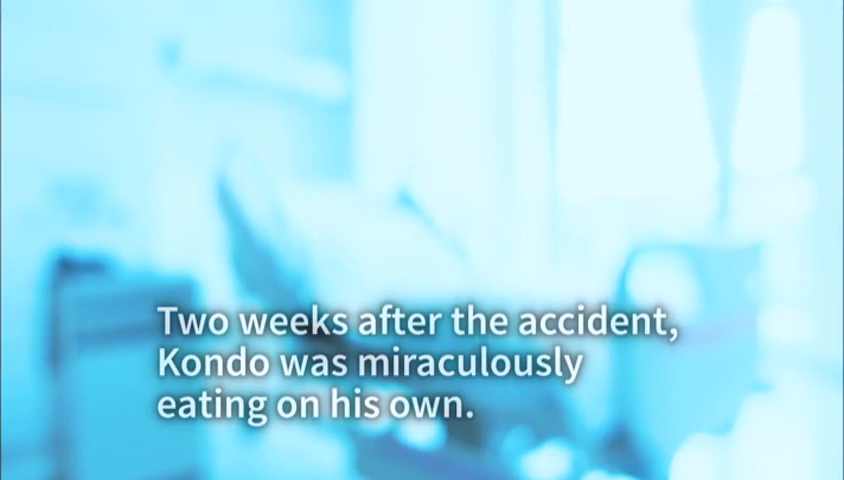 Two weeks after the accident,
Kondo was miraculously
eating on his own.